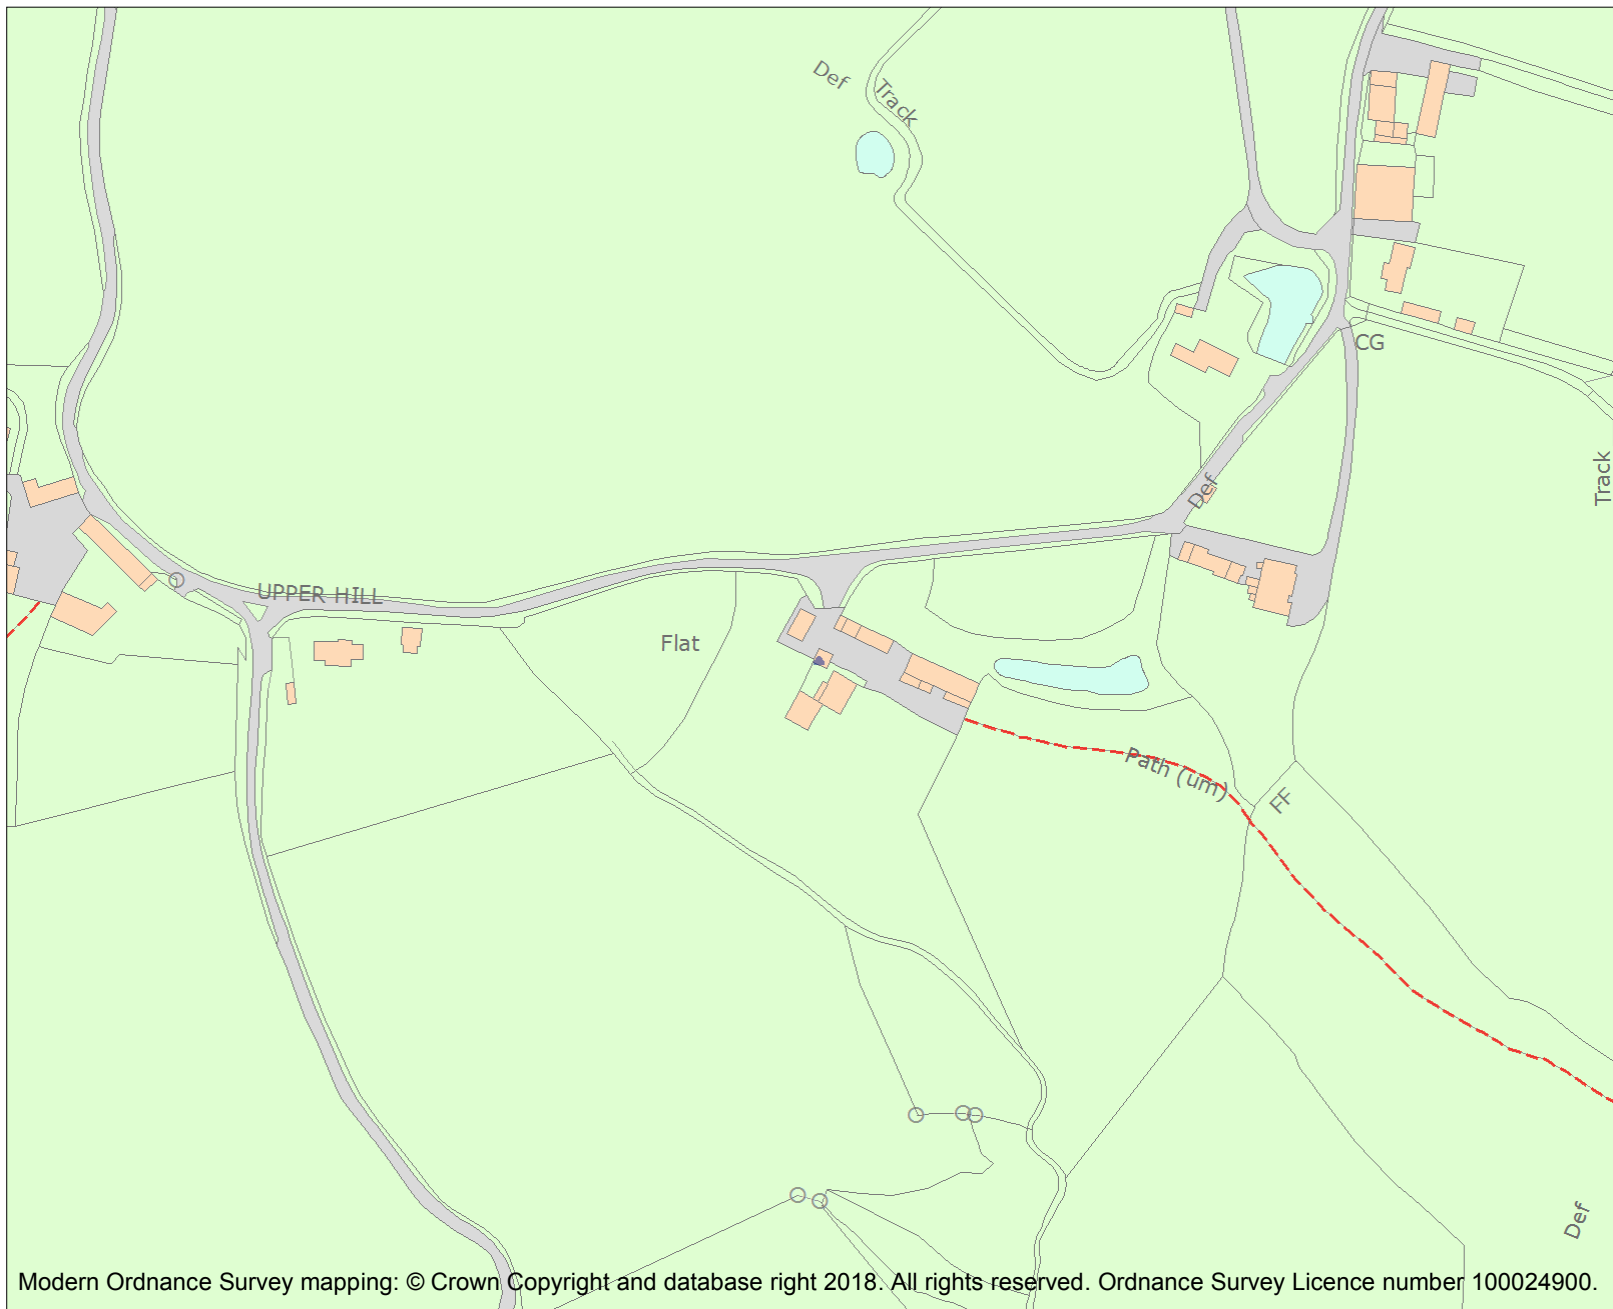 Def
Track
CG
Track
Def
UPPER HILL
Flat
Path (um)
FF
Def
Modern Ordnance Survey mapping: © Crown Copyright and database right 2018. All rights reserved. Ordnance Survey Licence number 100024900.